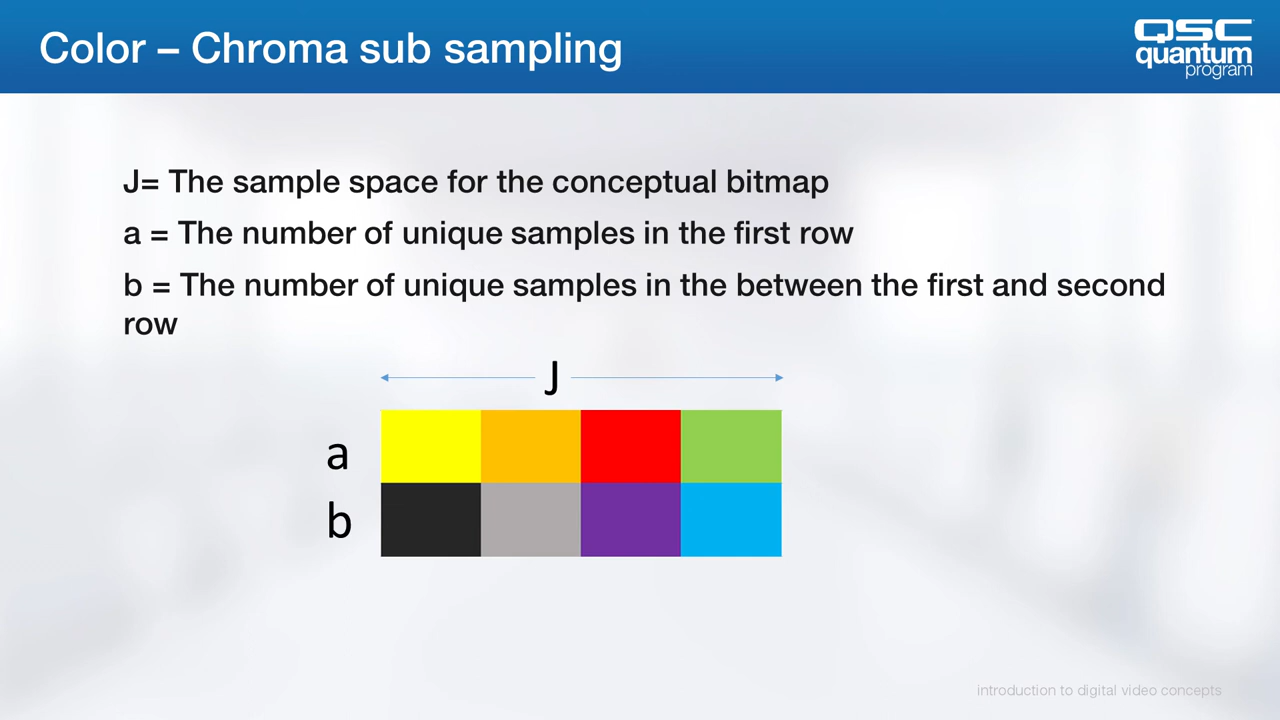 Color – Chroma sub sampling
QSC
quantum
program
J= The sample space for the conceptual bitmap
a = The number of unique samples in the first row
b = The number of unique samples in the between the first and second
row
J
a
b
introduction to digital video concepts